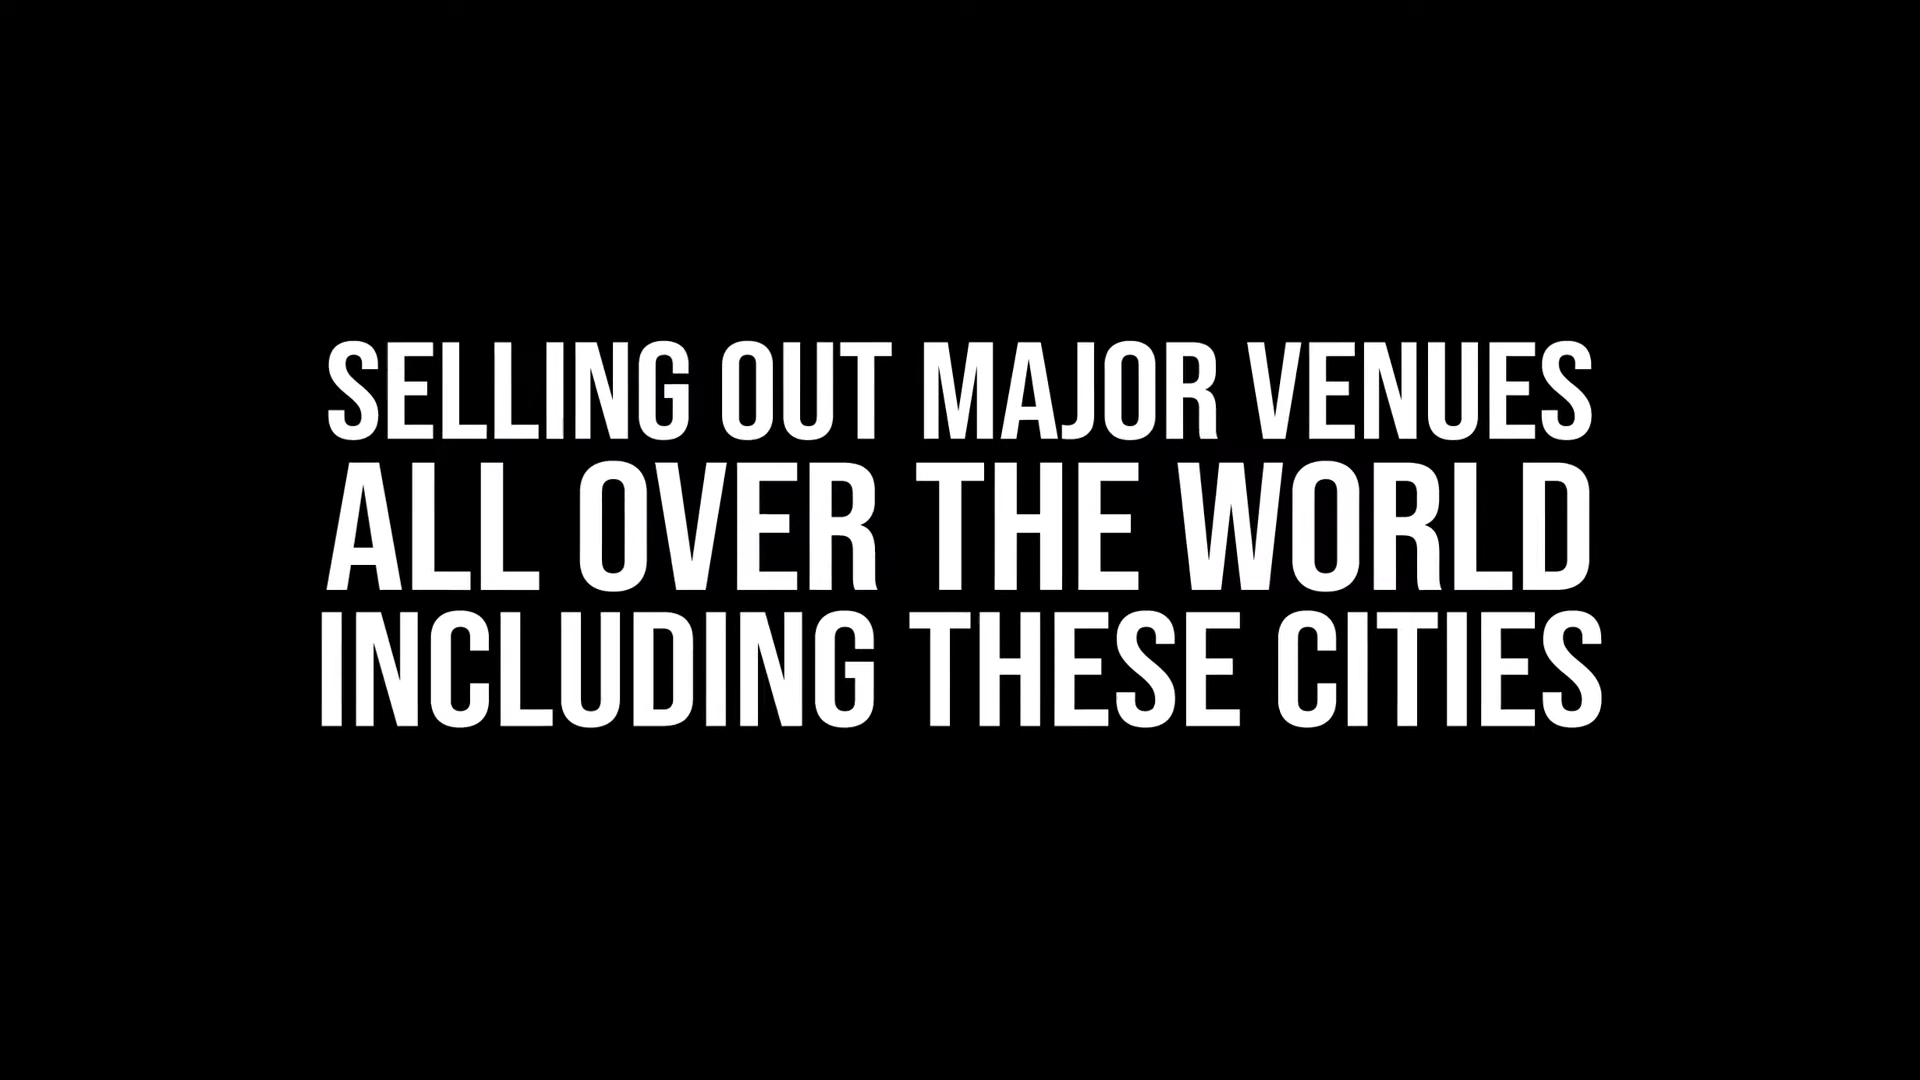 SELLING OUT MAJOR VENUES
ALL OVER THE WORLD
INCLUDING THESE CITIES